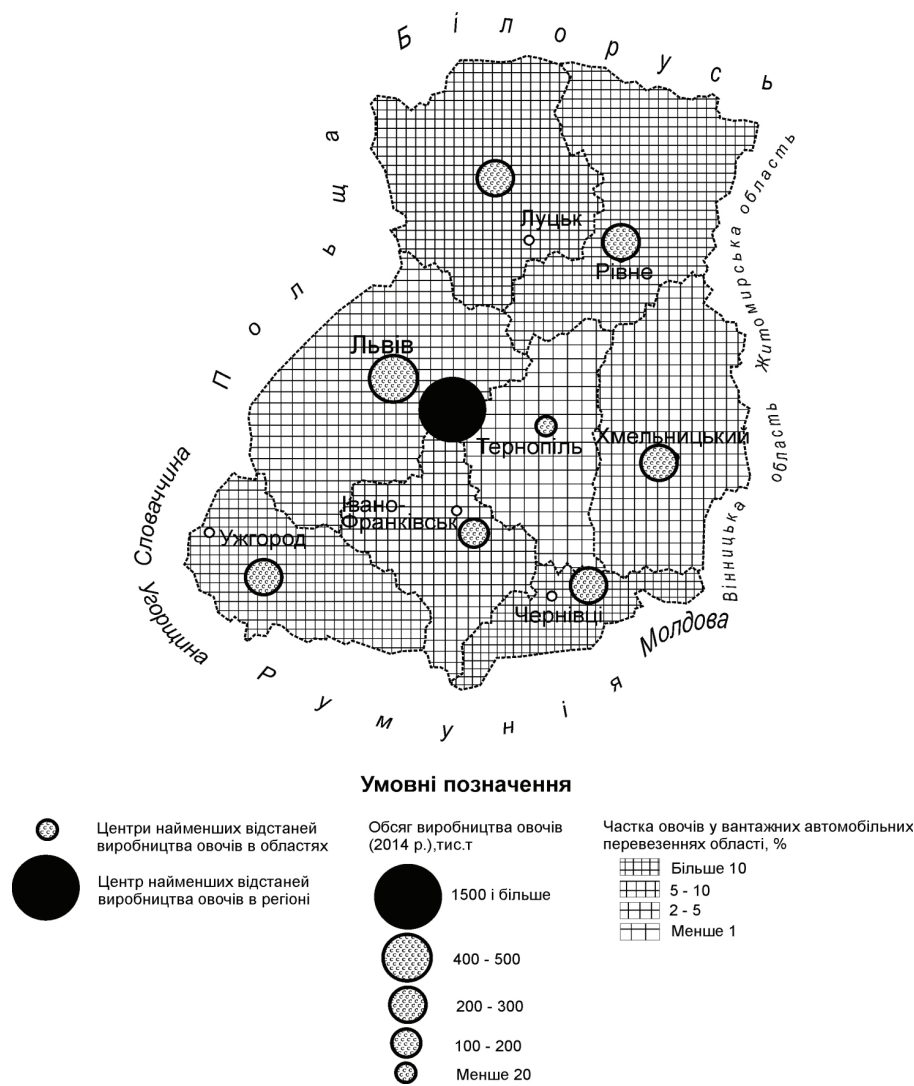 Білорусь
Польща
Житомирська область
Луцьк
Рівне
Львів
Тернопіль
Хмельницький
Вінницька область
Словаччина
Івано-
Франківськ
Ужгород
Угорщина
Чернівці
Молдова
Румунія
Умовні позначення
Центри найменших відстаней
виробництва овочів в областях
Центр найменших відстаней
виробництва овочів в регіоні
Обсяг виробництва овочів
(2014 р.),тис.т
1500 і більше
400 - 500
200 - 300
100 - 200
Менше 20
Частка овочів у вантажних автомобільних
перевезеннях області, %
Більше 10
5 - 10
2 - 5
Менше 1